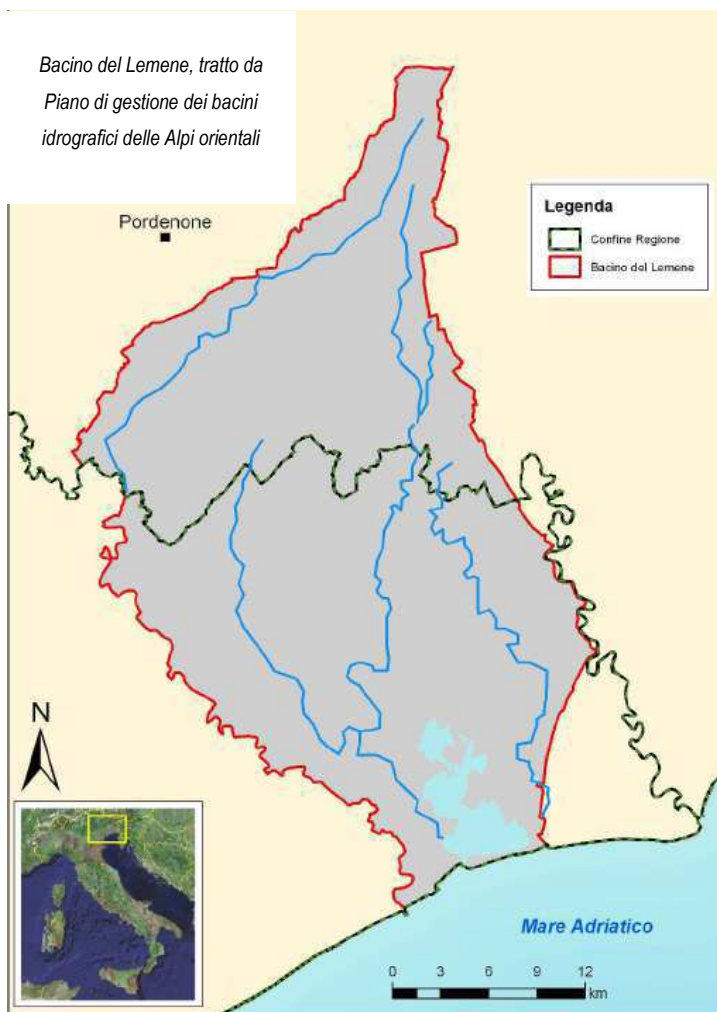 Bacino del Lemene, tratto da
Piano di gestione dei bacini
idrografici delle Alpi orientali
Pordenone
Legenda
Confine Regione
Bacino del Lemene
N
Mare Adriatico
0 3 6 9 12
km